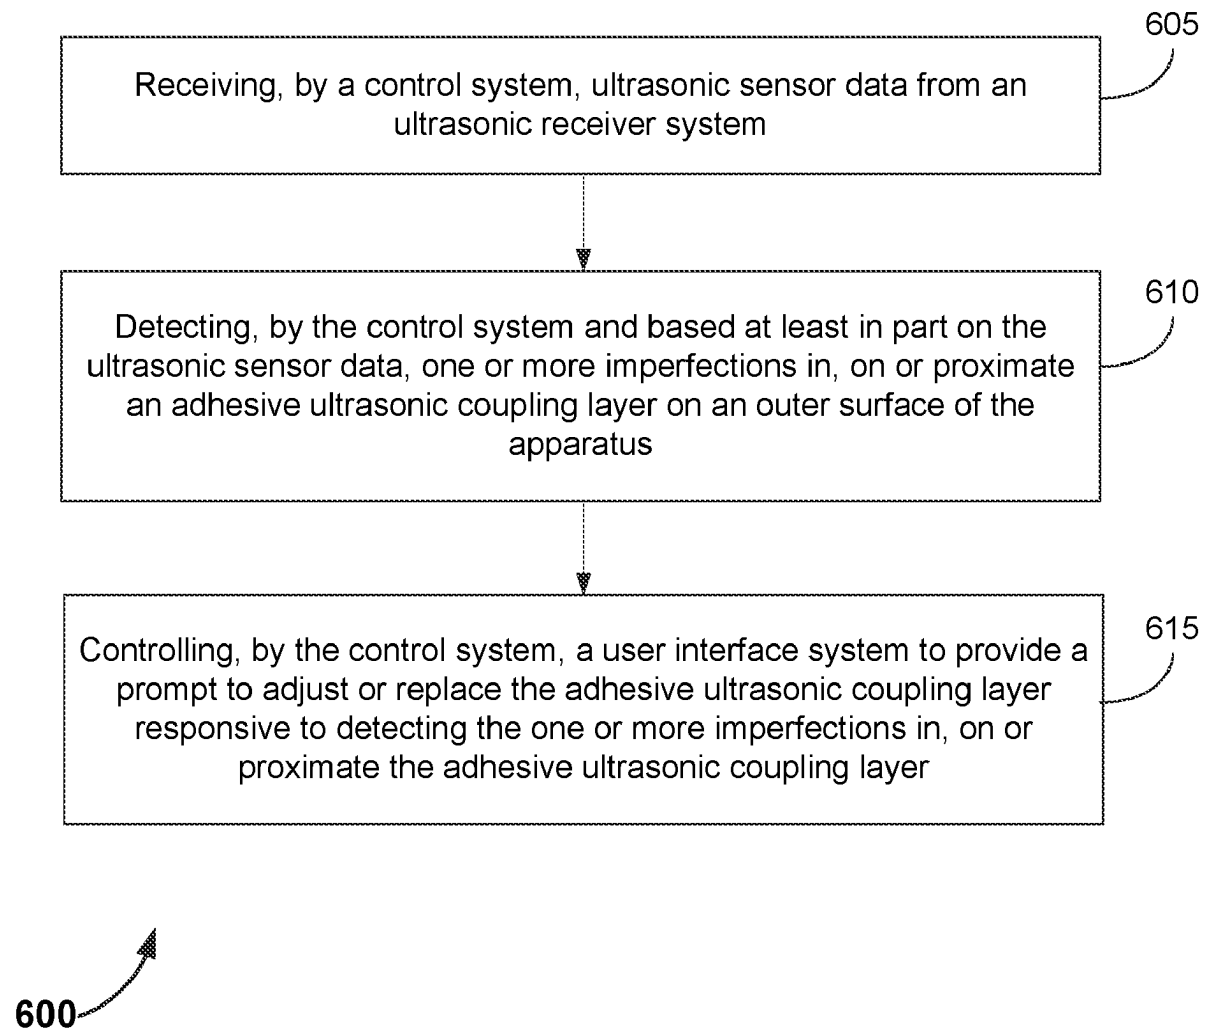 605
Receiving, by a control system, ultrasonic sensor data from an
ultrasonic receiver system
610
Detecting, by the control system and based at least in part on the
ultrasonic sensor data, one or more imperfections in, on or proximate
an adhesive ultrasonic coupling layer on an outer surface of the
apparatus
615
Controlling, by the control system, a user interface system to provide a
prompt to adjust or replace the adhesive ultrasonic coupling layer
responsive to detecting the one or more imperfections in, on or
proximate the adhesive ultrasonic coupling layer
600